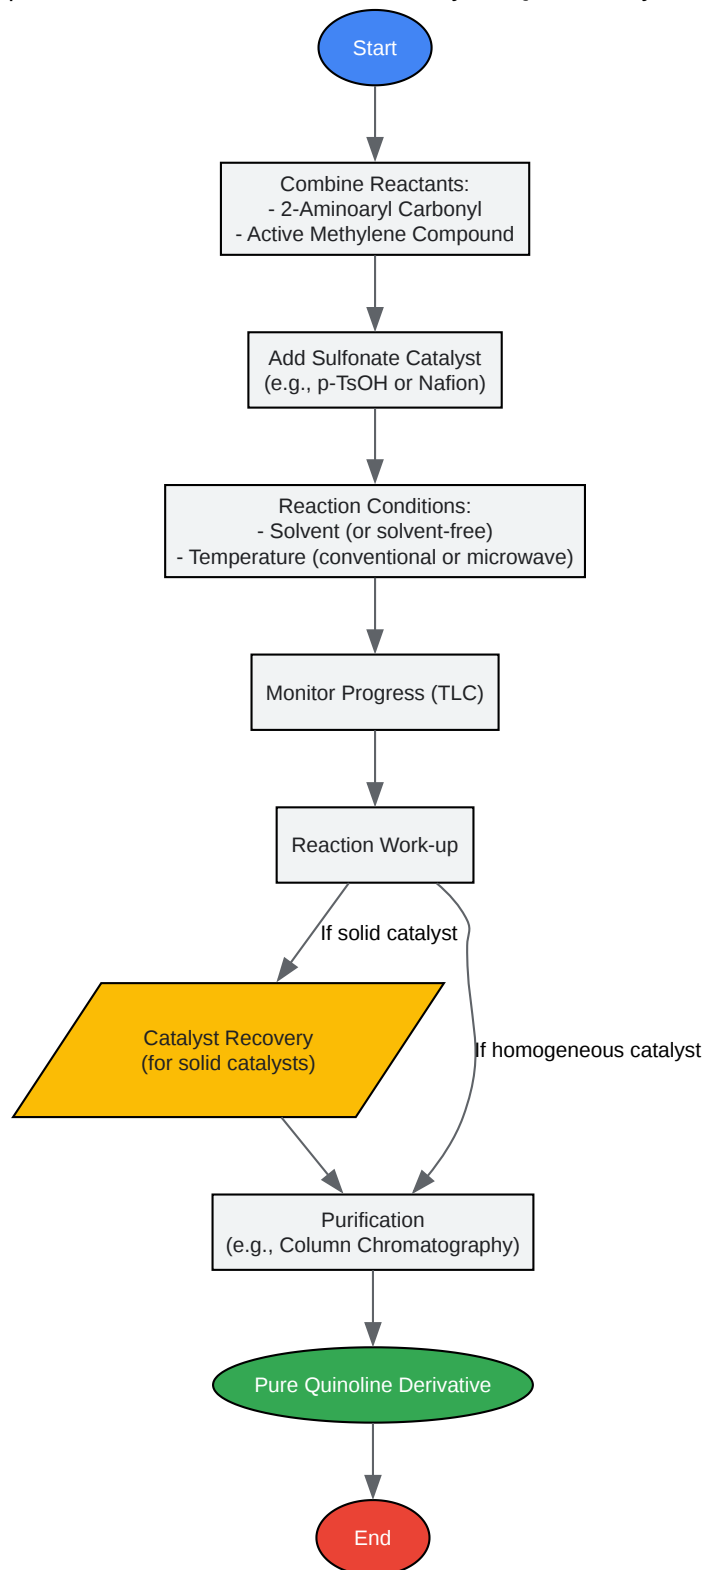 Start
Combine Reactants:
- 2-Aminoaryl Carbonyl
- Active Methylene Compound
Add Sulfonate Catalyst
(e.g., p-TsOH or Nafion)
Reaction Conditions:
- Solvent (or solvent-free)
- Temperature (conventional or microwave)
Monitor Progress (TLC)
Reaction Work-up
If solid catalyst
Catalyst Recovery
(for solid catalysts)
If homogeneous catalyst
Purification
(e.g., Column Chromatography)
Pure Quinoline Derivative
End